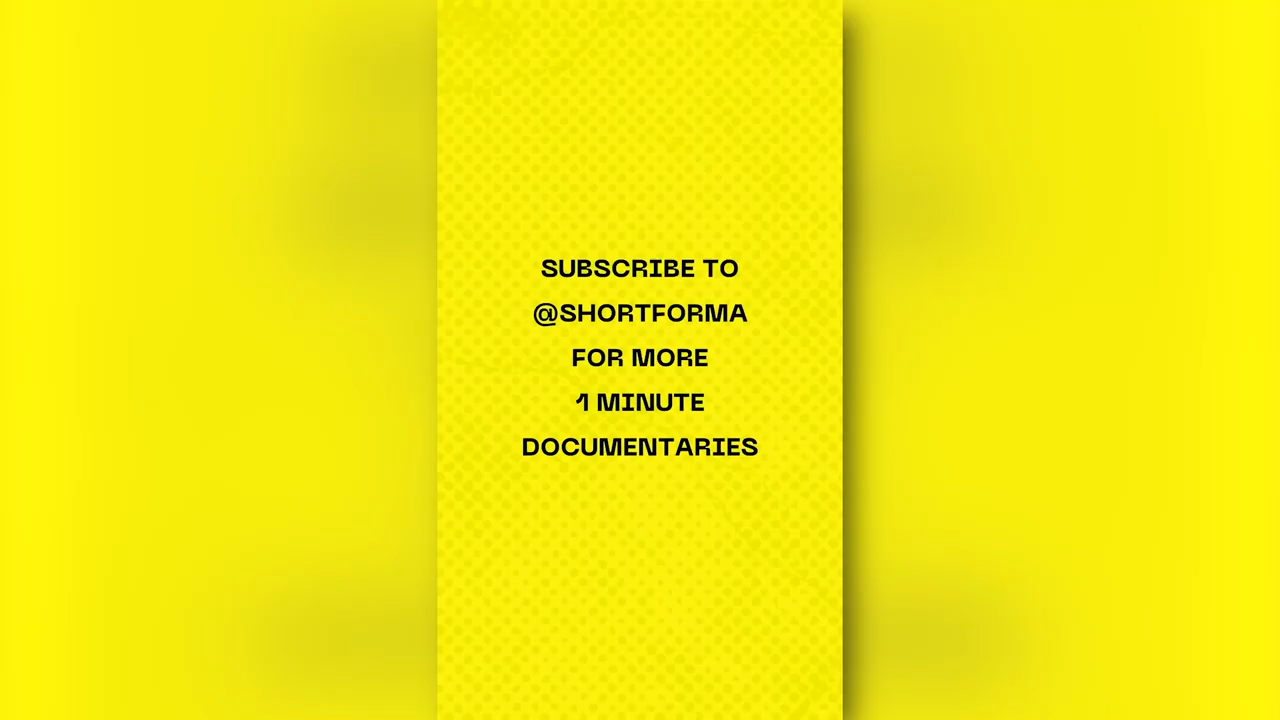 SUBSCRIBE TO
@SHORTFORMA
FOR MORE
1 MINUTE
DOCUMENTARIES